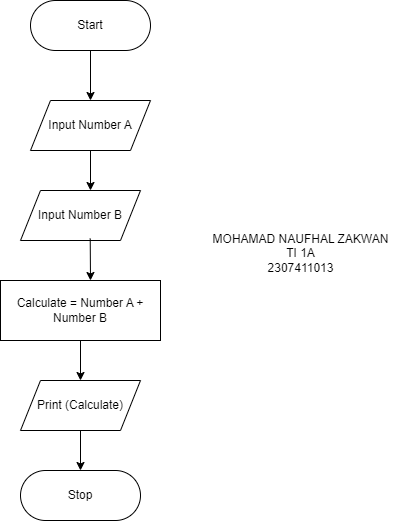 Start
Input Number A
Input Number B
MOHAMAD NAUFHAL ZAKWAN
TI 1A
2307411013
Calculate = Number A +
Number B
Print (Calculate)
Stop